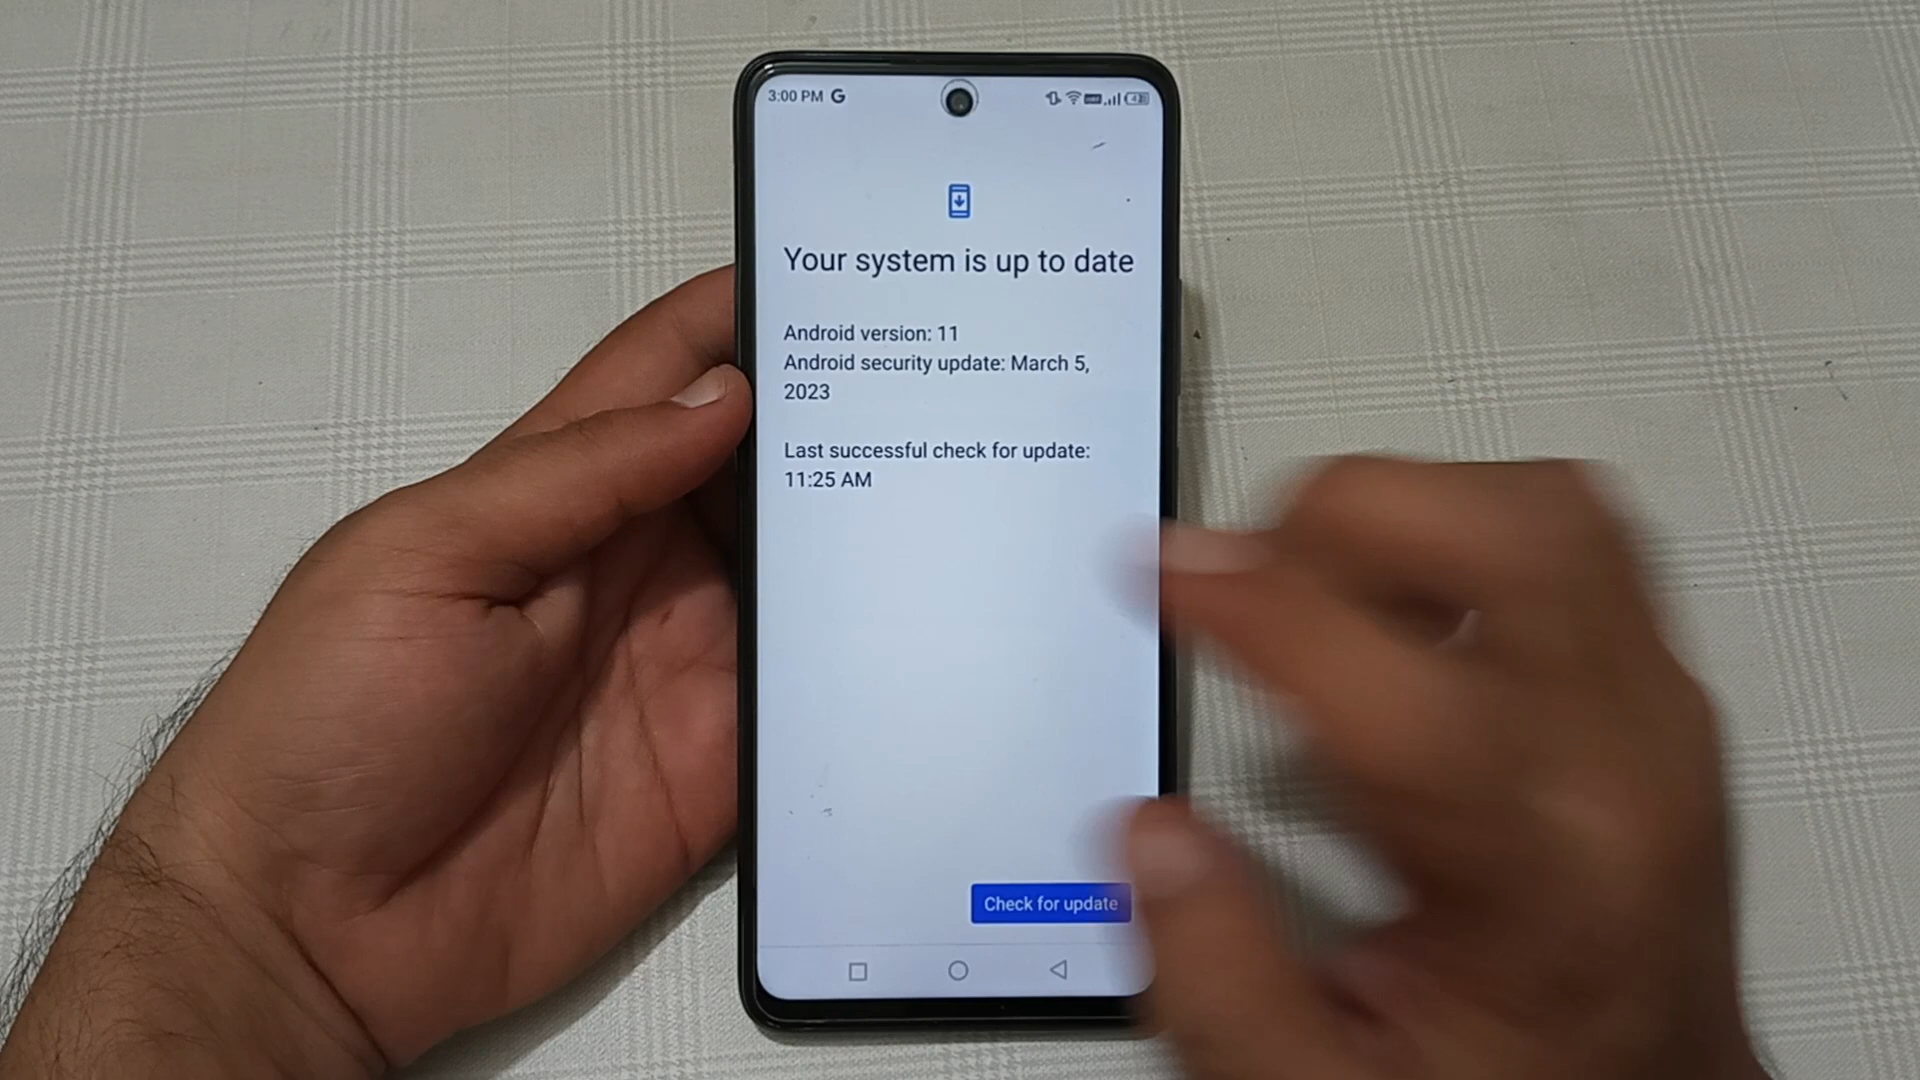 3:00 PM G
Your system is up to date
Android version: 11
Android security update: March 5,
2023
Last successful check for update:
11:25 AM
Check for update